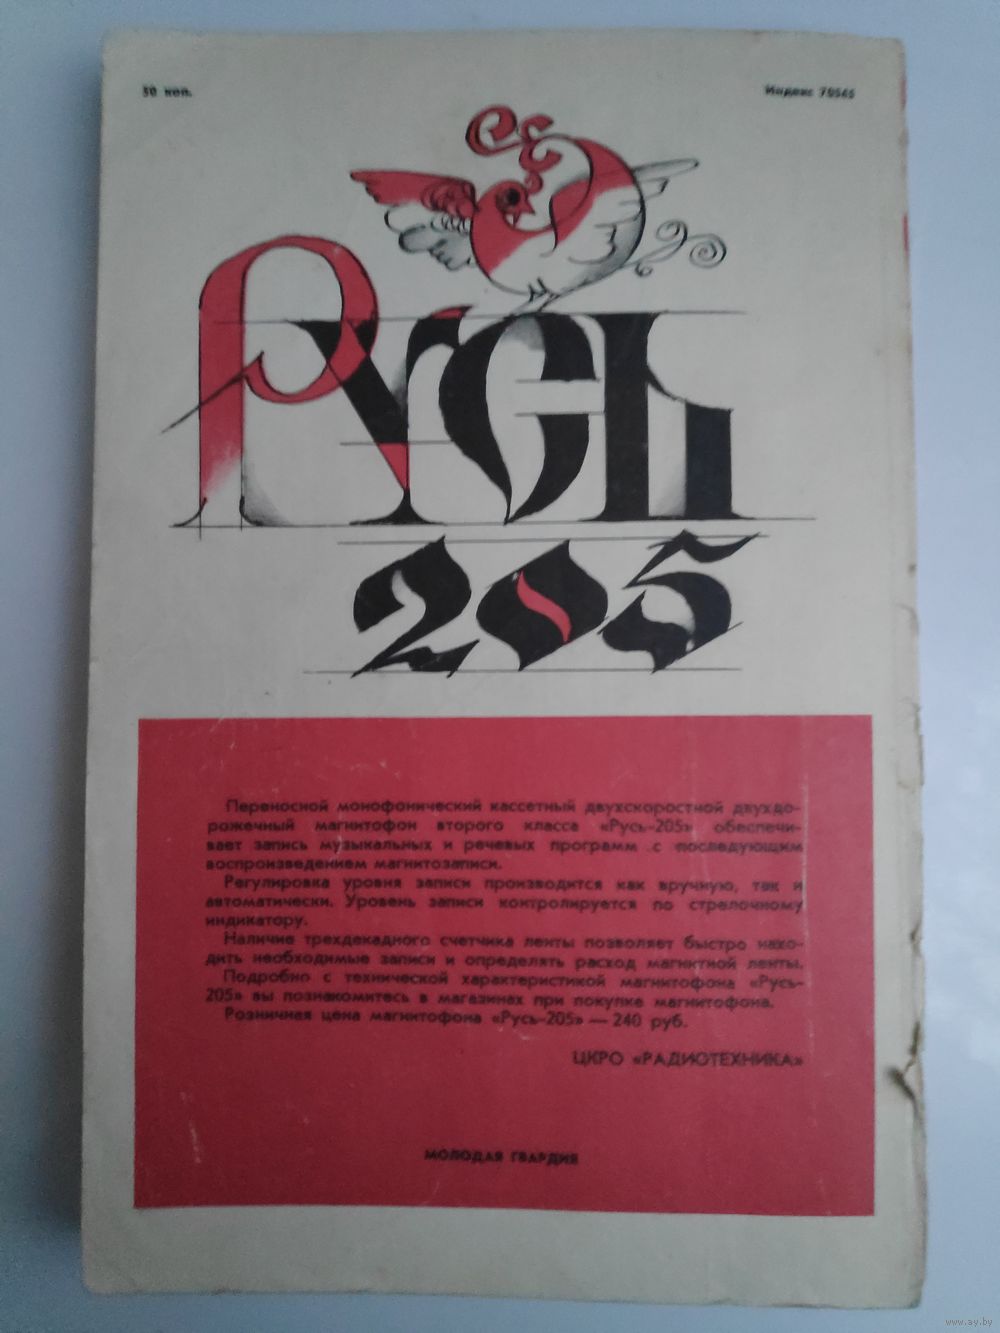 50 коп.
Индекс 70565
РУСЬ
205
Переносной монофонический кассетный двухскоростной двухдо-
рожечный магнитофон второго класса «Русь-205» обеспечи-
вает запись музыкальных и речевых программ с последующим
воспроизведением магнитозаписи.
Регулировка уровня записи производится как вручную, так и
автоматически. Уровень записи контролируется по стрелочному
индикатору.
Наличие трехдекадного счетчика ленты позволяет быстро нахо-
дить необходимые записи и определять расход магнитной ленты.
Подробно с технической характеристикой магнитофона «Русь-
205» вы познакомитесь в магазинах при покупке магнитофона.
Розничная цена магнитофона «Русь-205» — 240 руб.
ЦКРО «РАДИОТЕХНИКА»
МОЛОДАЯ ГВАРДИЯ
www.ay.by